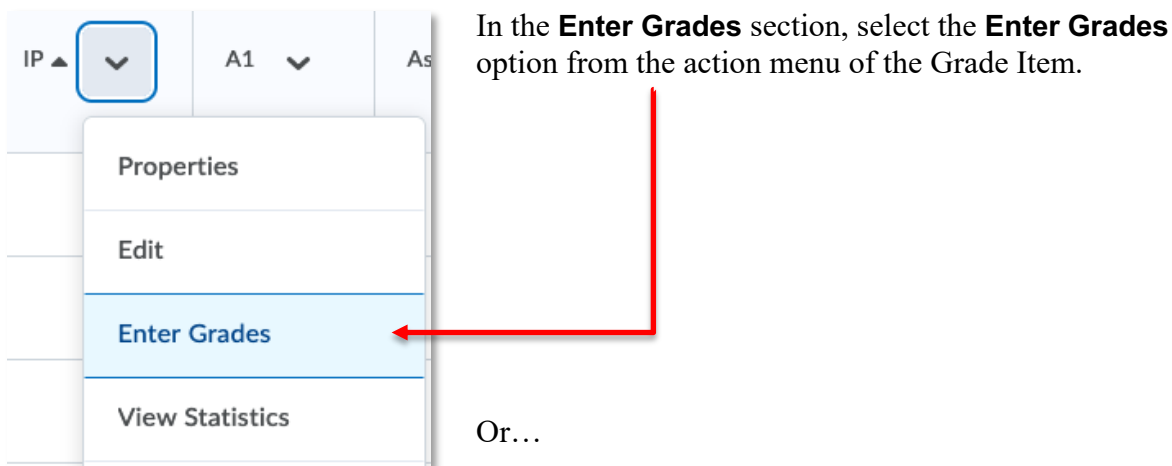 In the Enter Grades section, select the Enter Grades
option from the action menu of the Grade Item.
IP A1 As
Properties
Edit
Enter Grades
View Statistics
Or…